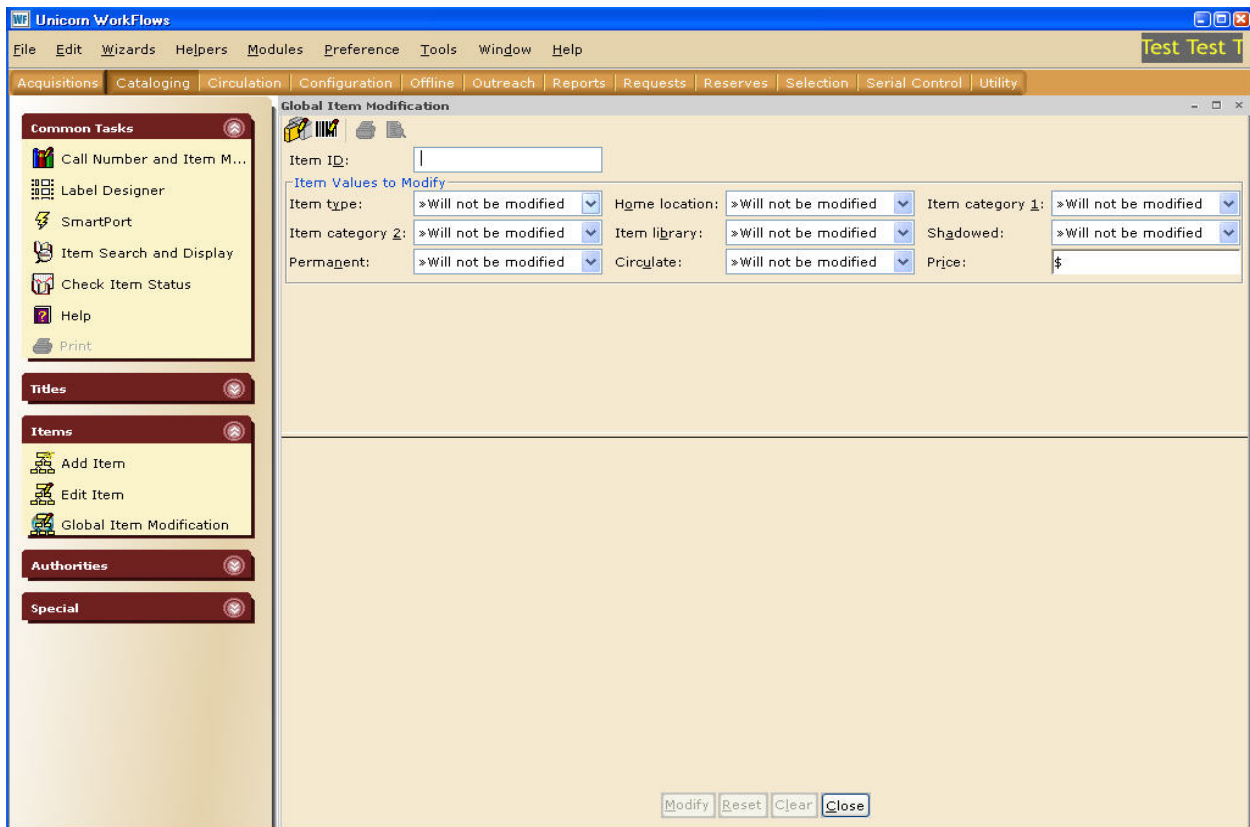 WF Unicorn WorkFlows
File Edit Wizards Helpers Modules Preference Tools Window Help
Test Test T
Acquisitions Cataloging Circulation Configuration Offline Outreach Reports Requests Reserves Selection Serial Control Utility
Common Tasks
Call Number and Item M...
Label Designer
SmartPort
Item Search and Display
Check Item Status
Help
Print
Titles
Items
Add Item
Edit Item
Global Item Modification
Authorities
Special
Global Item Modification
Item ID:
Item Values to Modify
Item type: »Will not be modified Home location: »Will not be modified Item category 1: »Will not be modified
Item category 2: »Will not be modified Item library: »Will not be modified Shadowed: »Will not be modified
Permanent: »Will not be modified Circulate: »Will not be modified Price: $
Modify Reset Clear Close